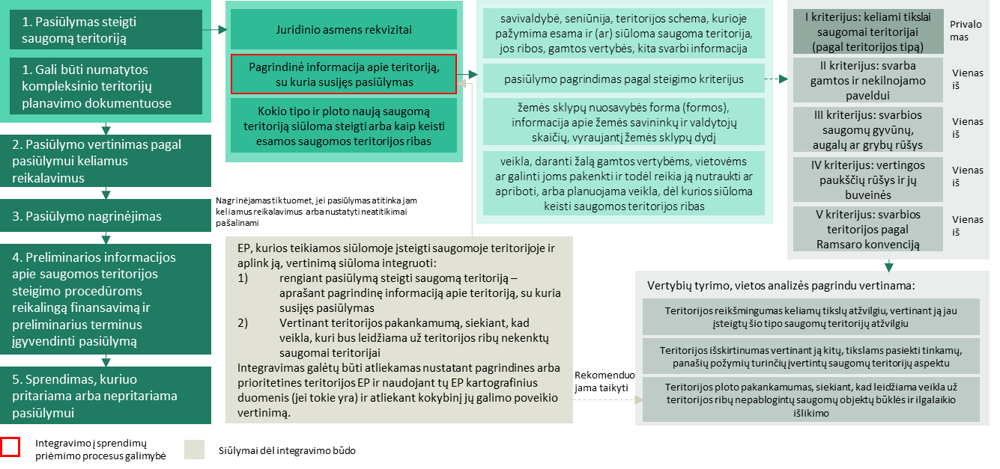 1. Pasiūlymas steigti
saugomą teritoriją
1. Gali būti numatytos
kompleksinio teritorijų
planavimo dokumentuose
2. Pasiūlymo vertinimas pagal
pasiūlymui keliamus
reikalavimus
3. Pasiūlymo nagrinėjimas
4. Preliminarios informacijos
apie saugomos teritorijos
steigimo procedūroms
reikalingą finansavimą ir
preliminarius terminus
įgyvendinti pasiūlymą
5. Sprendimas, kuriuo
pritariama arba nepritariama
pasiūlymui
Juridinio asmens rekvizitai
Pagrindinė informacija apie teritoriją,
su kuria susijęs pasiūlymas
Kokio tipo ir ploto naują saugomą
teritoriją siūloma steigti arba kaip keisti
esamos saugomos teritorijos ribas
Nagrinėjamas tik tuomet, jei pasiūlymas atitinka jam
keliamus reikalavimus arba nustatyti neatitikimai
pašalinami
savivaldybė, seniūnija, teritorijos schema, kurioje
pažymima esama ir (ar) siūloma saugoma teritorija,
jos ribos, gamtos vertybės, kita svarbi informacija
pasiūlymo pagrindimas pagal steigimo kriterijus
žemės sklypų nuosavybės forma (formos),
informacija apie žemės savininkų ir valdytojų
skaičių, vyraujantį žemės sklypų dydį
veikla, daranti žalą gamtos vertybėms, vietovėms
ar galinti joms pakenkti ir todėl reikia ją nutraukti ar
apriboti, arba planuojama veikla, dėl kurios siūloma
keisti saugomos teritorijos ribas
I kriterijus: keliami tikslai
saugomai teritorijai
(pagal teritorijos tipą)
Privalo
mas
II kriterijus: svarba
gamtos ir nekilnojamo
paveldui
Vienas
iš
III kriterijus: svarbios
saugomų gyvūnų,
augalų ar grybų rūšys
Vienas
iš
IV kriterijus: vertingos
paukščių rūšys ir jų
buveinės
Vienas
iš
V kriterijus: svarbios
teritorijos pagal
Ramsaro konvenciją
Vienas
iš
EP, kurios teikiamos siūlomoje įsteigti saugomoje teritorijoje ir
aplink ją, vertinimą siūloma integruoti:
1) rengiant pasiūlymą steigti saugomą teritoriją –
aprašant pagrindinę informaciją apie teritoriją, su kuria
susijęs pasiūlymas
2) Vertinant teritorijos pakankamumą, siekiant, kad
veikla, kuri bus leidžiama už teritorijos ribų nekenktų
saugomai teritorijai
Integravimas galėtų būti atliekamas nustatant pagrindines arba
prioritetines teritorijos EP ir naudojant tų EP kartografinius
duomenis (jei tokie yra) ir atliekant kokybinį jų galimo poveikio
vertinimą.
Rekomenduo
jama taikyti
Vertybių tyrimo, vietos analizės pagrindu vertinama:
Teritorijos reikšmingumas keliamų tikslų atžvilgiu, vertinant ją jau
įsteigtų šio tipo saugomų teritorijų atžvilgiu
Teritorijos išskirtinumas vertinant ją kitų, tikslams pasiekti tinkamų,
panašių požymių turinčių įvertintų saugomų teritorijų aspektu
Teritorijos ploto pakankamumas, siekiant, kad leidžiama veikla už
teritorijos ribų nepablogintų saugomų objektų būklės ir ilgalaikio
išlikimo
Integravimo į sprendimų
priėmimo procesus galimybė
Siūlymai dėl integravimo būdo